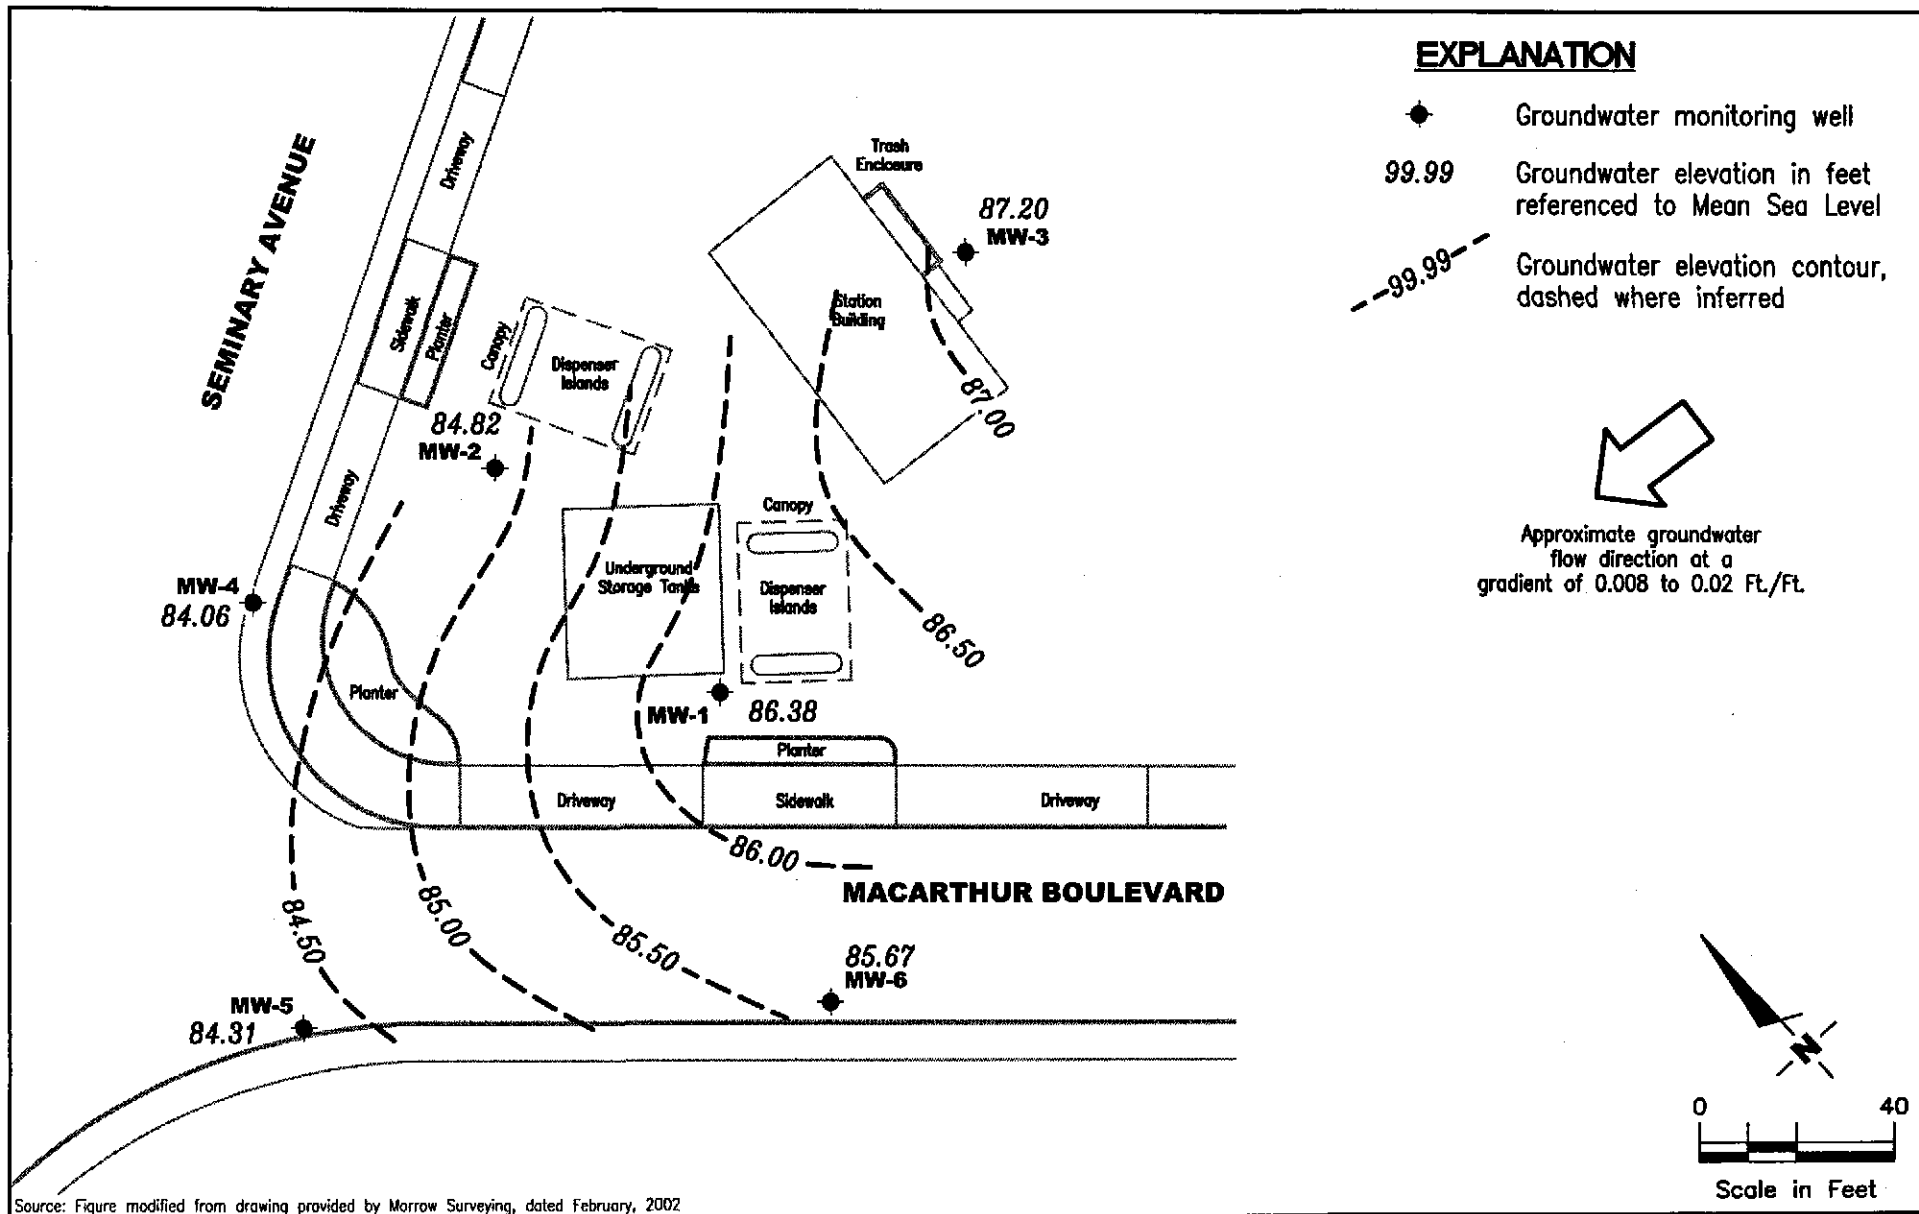 EXPLANATION
Groundwater monitoring well
99.99
Groundwater elevation in feet
referenced to Mean Sea Level
99.99
Groundwater elevation contour,
dashed where inferred
Approximate groundwater
flow direction at a
gradient of 0.008 to 0.02 Ft./Ft.
SEMINARY AVENUE
Driveway
Sidewalk
Planter
Driveway
Canopy
Dispenser
Islands
Trash
Enclosure
87.20
MW-3
Station
Building
87.00
84.82
MW-2
MW-4
84.06
Underground
Storage Tanks
Canopy
Dispenser
Islands
86.50
Planter
MW-1
86.38
Planter
Driveway
Sidewalk
Driveway
86.00
MACARTHUR BOULEVARD
84.50
85.00
85.50
85.67
MW-6
MW-5
84.31
N
0
40
Scale in Feet
Source: Figure modified from drawing provided by Morrow Surveying, dated February, 2002